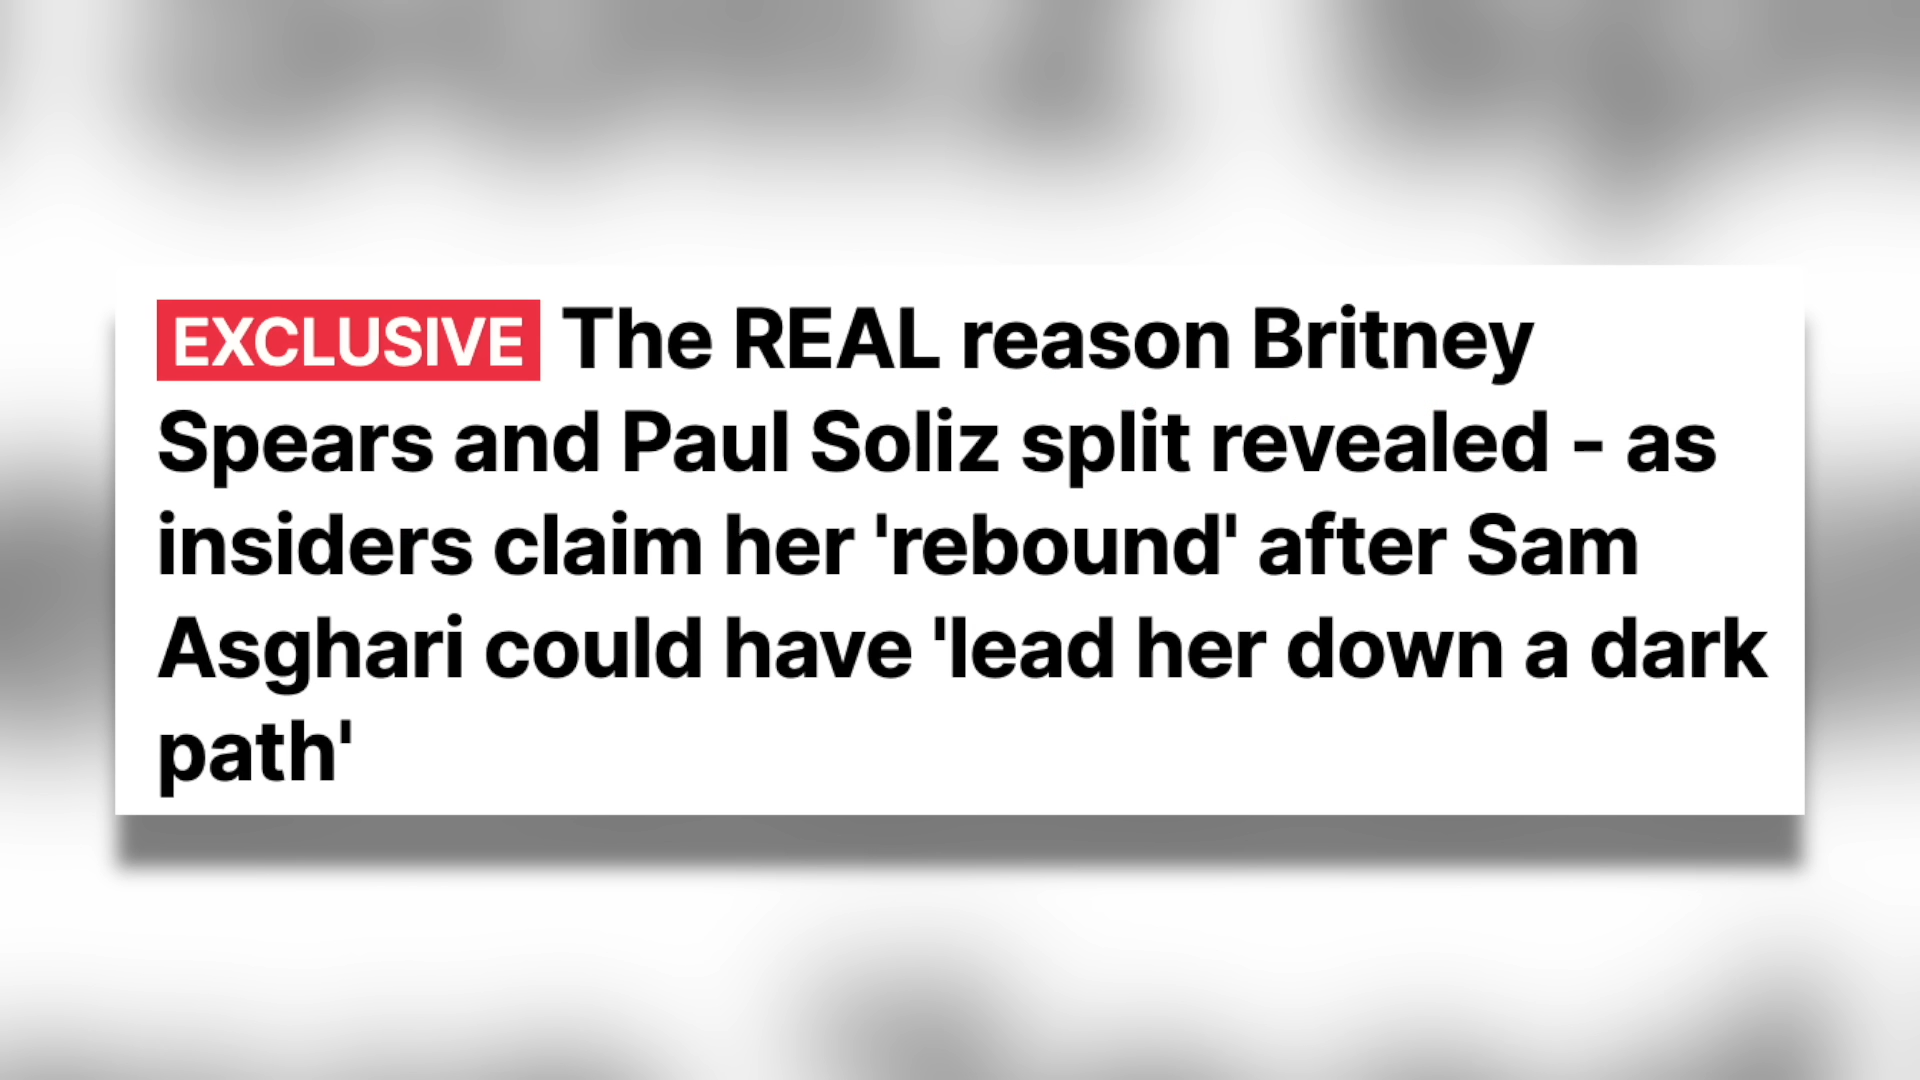 EXCLUSIVE The REAL reason Britney
Spears and Paul Soliz split revealed - as
insiders claim her 'rebound' after Sam
Asghari could have 'lead her down a dark
path'